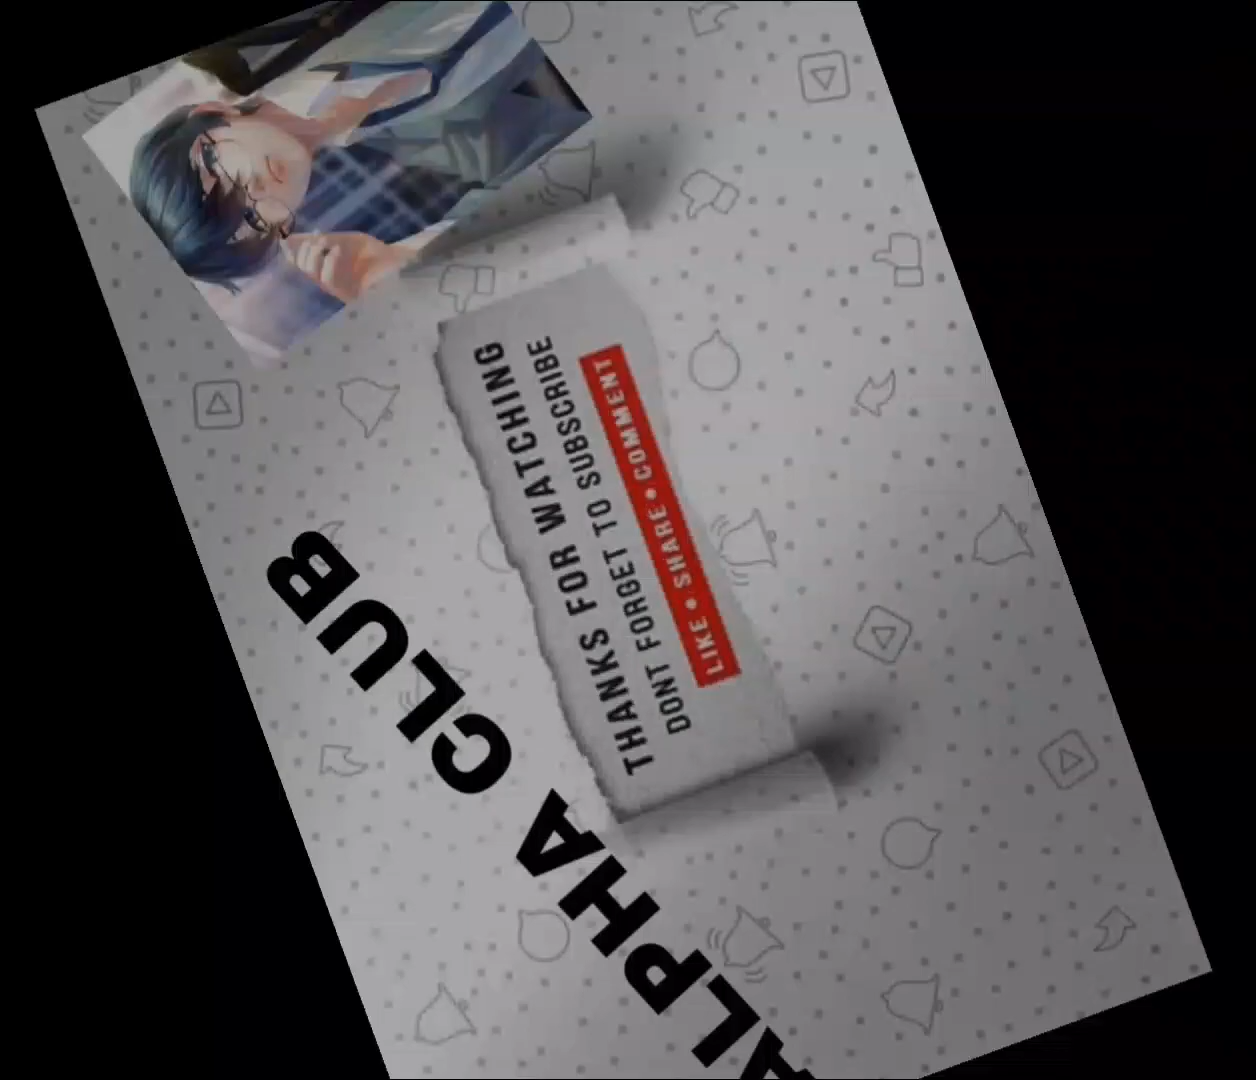 THANKS FOR WATCHING
DONT FORGET TO SUBSCRIBE
LIKE • SHARE • COMMENT
ALPHA CLUB